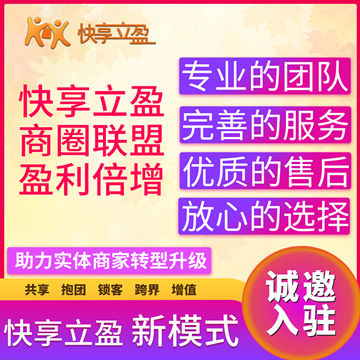 快享立盈
快享立盈
商圈联盟
盈利倍增
专业的团队
完善的服务
优质的售后
放心的选择
助力实体商家转型升级
共享 抱团 锁客 跨界 增值
快享立盈 新模式
诚邀
入驻